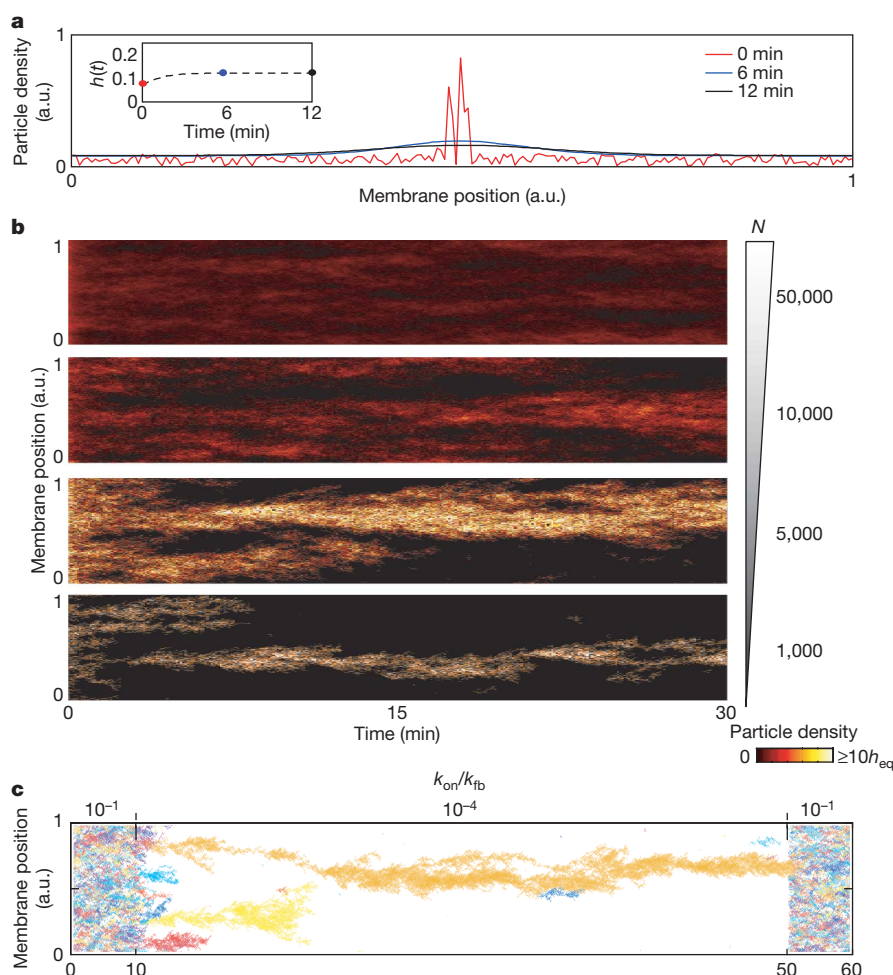 a
Particle density
(a.u.)
1
0
h(t)
0.2
0.1
0
0 6 12
Time (min)
0 min
6 min
12 min
0 1
Membrane position (a.u.)
b
N
Membrane position (a.u.)
1
0
50,000
1
0
10,000
1
0
5,000
1
0
1,000
0 15 30
Time (min)
Particle density
0 ≥10h_eq
k_on/k_fb
c
10⁻¹ 10⁻⁴ 10⁻¹
Membrane position
(a.u.)
1
0
0 10 50 60